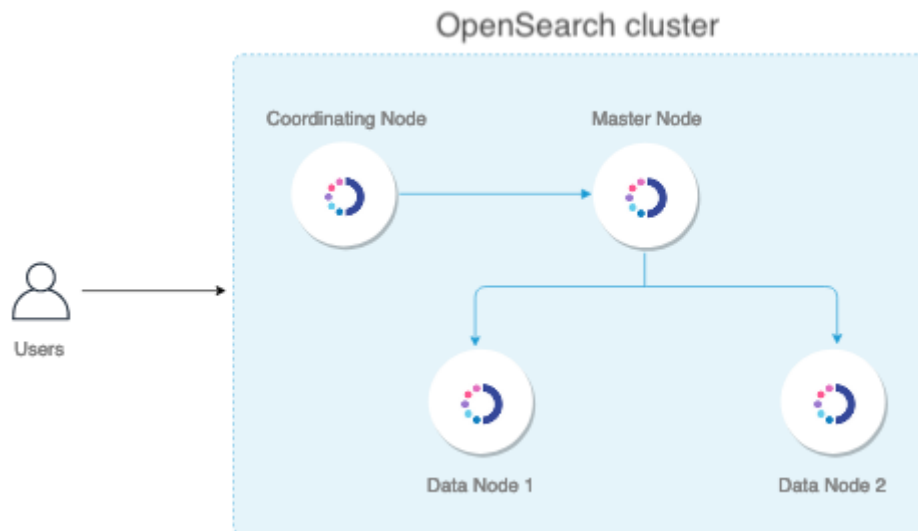 OpenSearch cluster
Coordinating Node
Master Node
Users
Data Node 1
Data Node 2